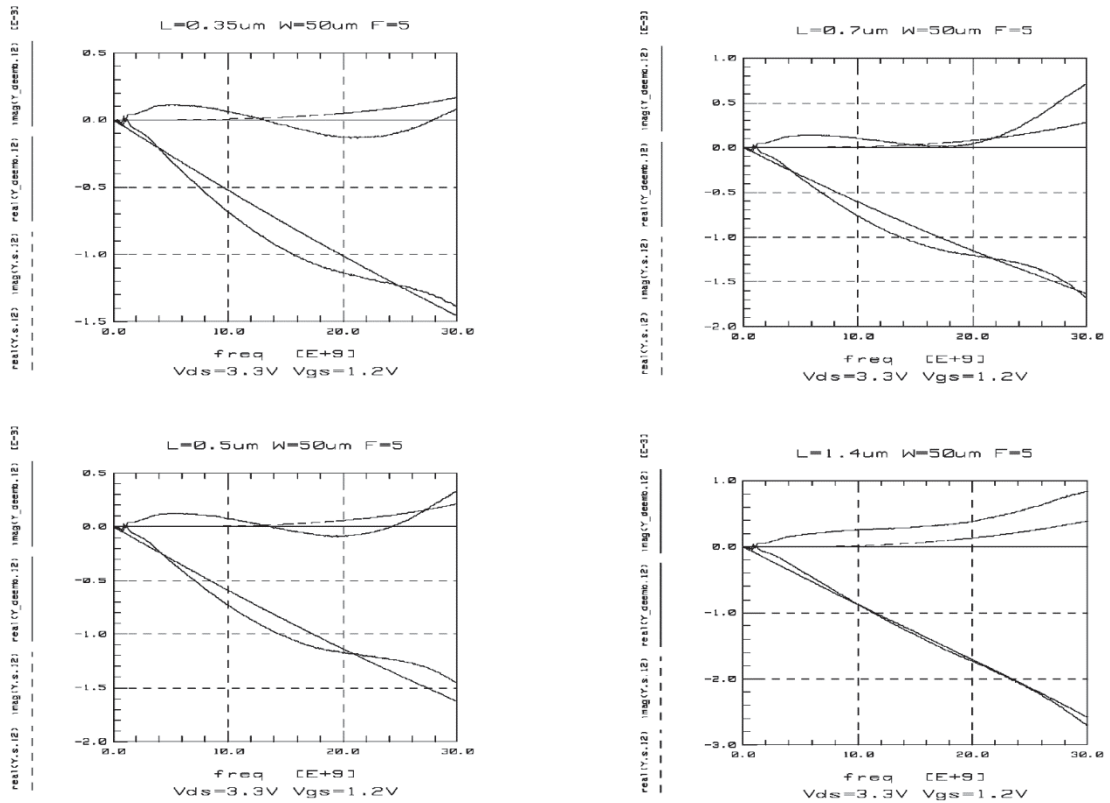 L=0.35um W=50um F=5
real(Y.s.12) imag(Y.s.12) real(Y_deemb.12) imag(Y_deemb.12) [E-3]
0.5
0.0
-0.5
-1.0
-1.5
0.0 10.0 20.0 30.0
freq [E+9]
Vds=3.3V Vgs=1.2V
L=0.7um W=50um F=5
real(Y.s.12) imag(Y.s.12) real(Y_deemb.12) imag(Y_deemb.12) [E-3]
1.0
0.5
0.0
-0.5
-1.0
-1.5
-2.0
0.0 10.0 20.0 30.0
freq [E+9]
Vds=3.3V Vgs=1.2V
L=0.5um W=50um F=5
real(Y.s.12) imag(Y.s.12) real(Y_deemb.12) imag(Y_deemb.12) [E-3]
0.5
0.0
-0.5
-1.0
-1.5
-2.0
0.0 10.0 20.0 30.0
freq [E+9]
Vds=3.3V Vgs=1.2V
L=1.4um W=50um F=5
real(Y.s.12) imag(Y.s.12) real(Y_deemb.12) imag(Y_deemb.12) [E-3]
1.0
0.0
-1.0
-2.0
-3.0
0.0 10.0 20.0 30.0
freq [E+9]
Vds=3.3V Vgs=1.2V